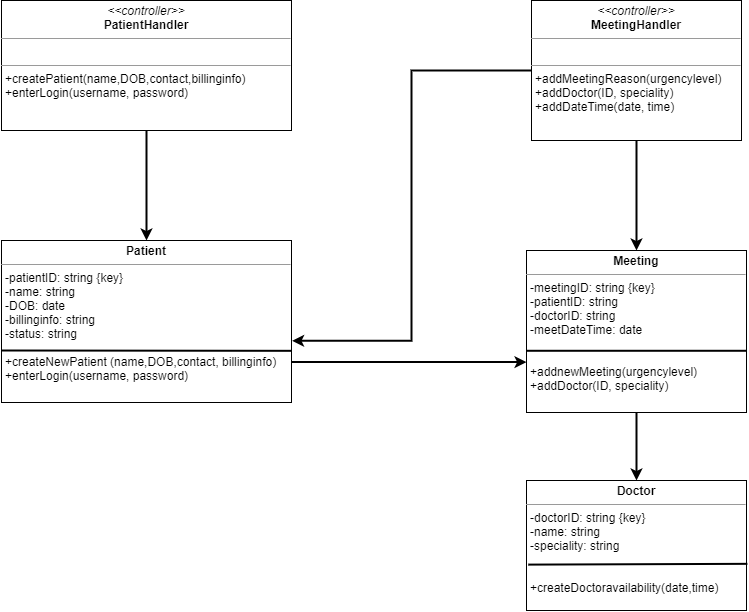 <<controller>>
PatientHandler
+createPatient(name,DOB,contact,billinginfo)
+enterLogin(username, password)
<<controller>>
MeetingHandler
+addMeetingReason(urgencylevel)
+addDoctor(ID, speciality)
+addDateTime(date, time)
Patient
-patientID: string {key}
-name: string
-DOB: date
-billinginfo: string
-status: string
+createNewPatient (name,DOB,contact, billinginfo)
+enterLogin(username, password)
Meeting
-meetingID: string {key}
-patientID: string
-doctorID: string
-meetDateTime: date
+addnewMeeting(urgencylevel)
+addDoctor(ID, speciality)
Doctor
-doctorID: string {key}
-name: string
-speciality: string
+createDoctoravailability(date,time)